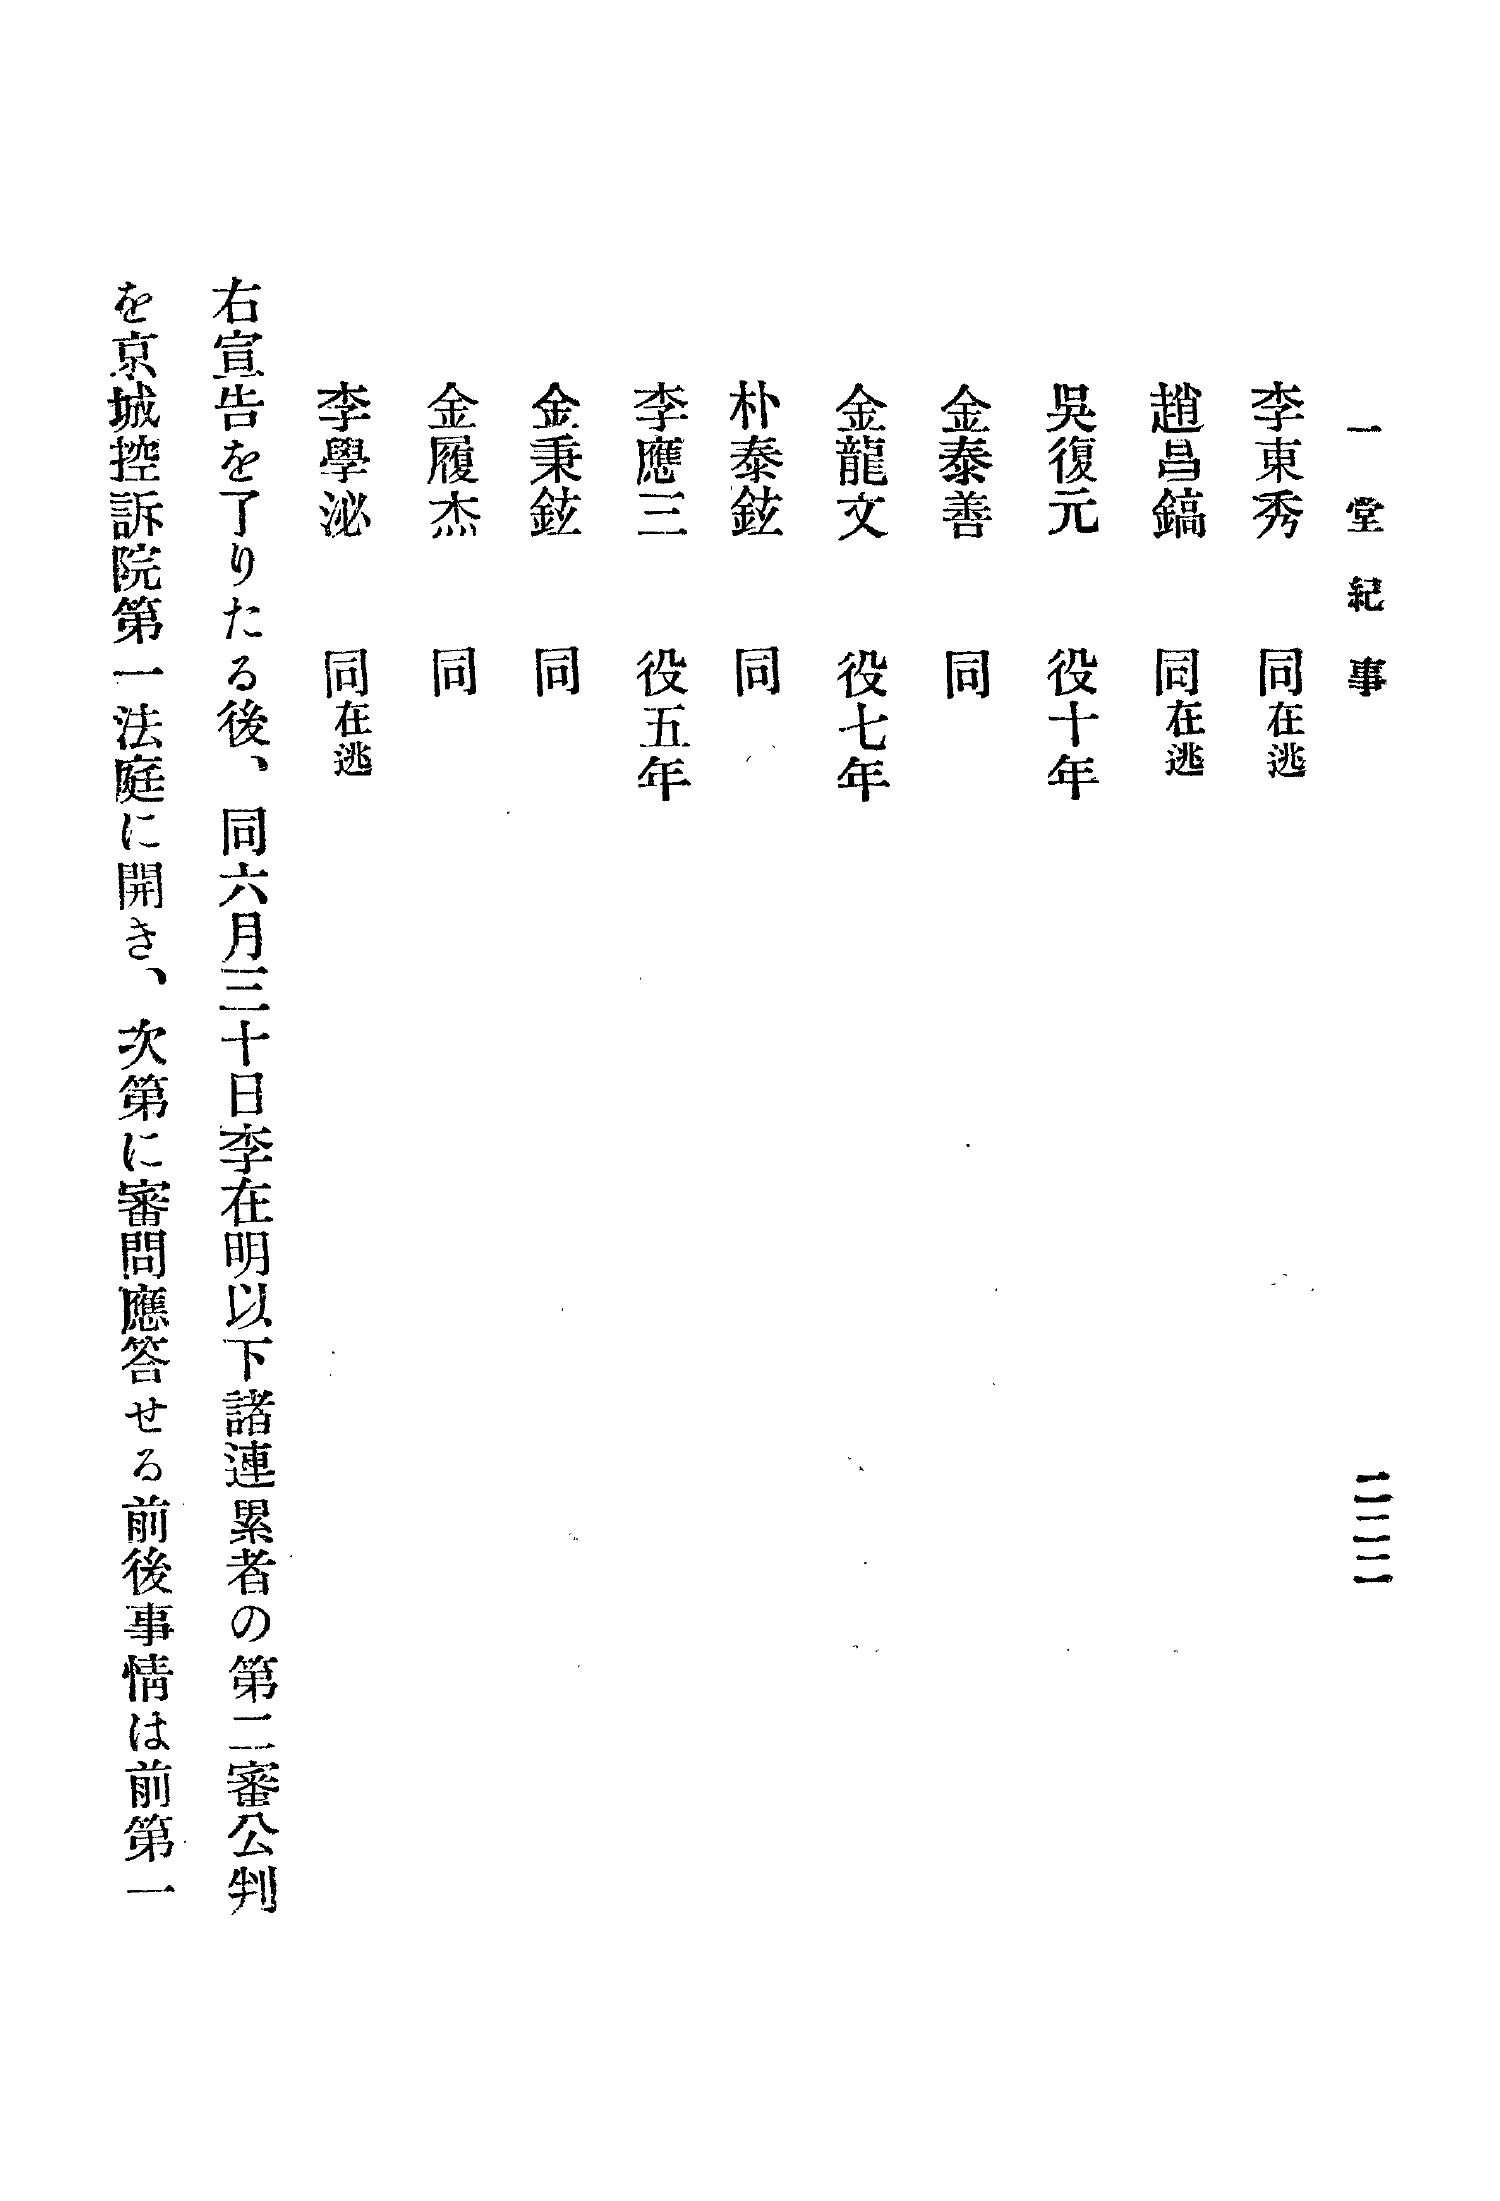 一堂紀事　二二二
李東秀　同在逃
趙昌鎬　同在逃
吳復元　役十年
金泰善　同
金龍文　役七年
朴泰鉉　同
李應三　役五年
金秉鉉　同
金履杰　同
李學泌　同在逃
右宣告を了りたる後、同六月三十日李在明以下諸連累者の第二審公判
を京城控訴院第一法庭に開き、次第に審問應答せる前後事情は前第一